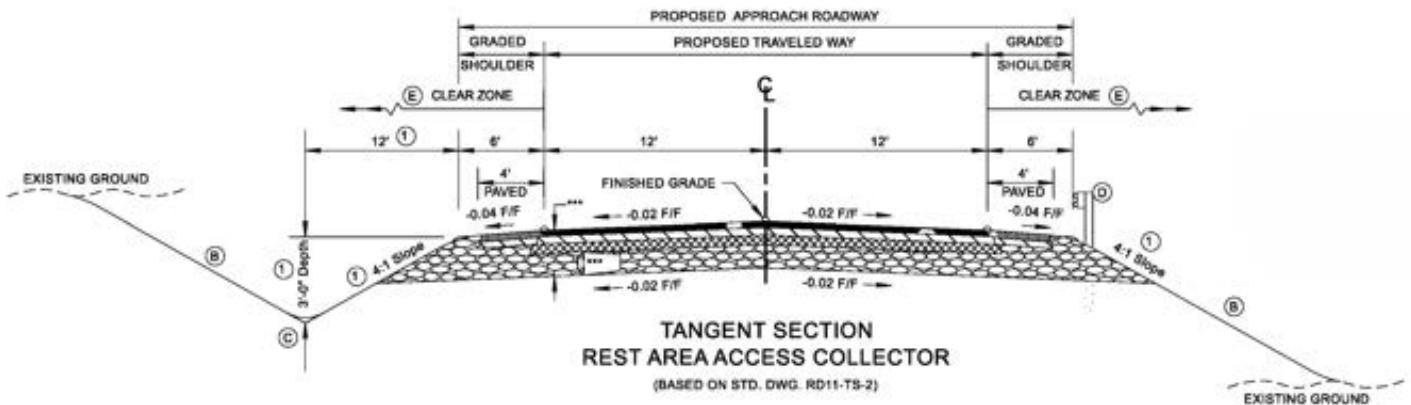 PROPOSED APPROACH ROADWAY
GRADED SHOULDER
PROPOSED TRAVELED WAY
GRADED SHOULDER
C L
E CLEAR ZONE
CLEAR ZONE E
12' 1
6'
12'
12'
6'
EXISTING GROUND
4' PAVED
FINISHED GRADE
4' PAVED
D
-0.04 F/F
***
-0.02 F/F
-0.02 F/F
-0.04 F/F
B
1 3'-0" Depth
1 4:1 Slope
***
4:1 Slope 1
-0.02 F/F
-0.02 F/F
B
C
TANGENT SECTION
REST AREA ACCESS COLLECTOR
(BASED ON STD. DWG. RD11-TS-2)
EXISTING GROUND